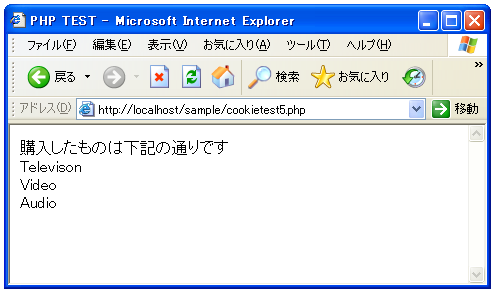 PHP TEST - Microsoft Internet Explorer
ファイル(F) 編集(E) 表示(V) お気に入り(A) ツール(T) ヘルプ(H)
戻る 検索 お気に入り
アドレス(D) http://localhost/sample/cookietest5.php 移動
購入したものは下記の通りです
Televison
Video
Audio